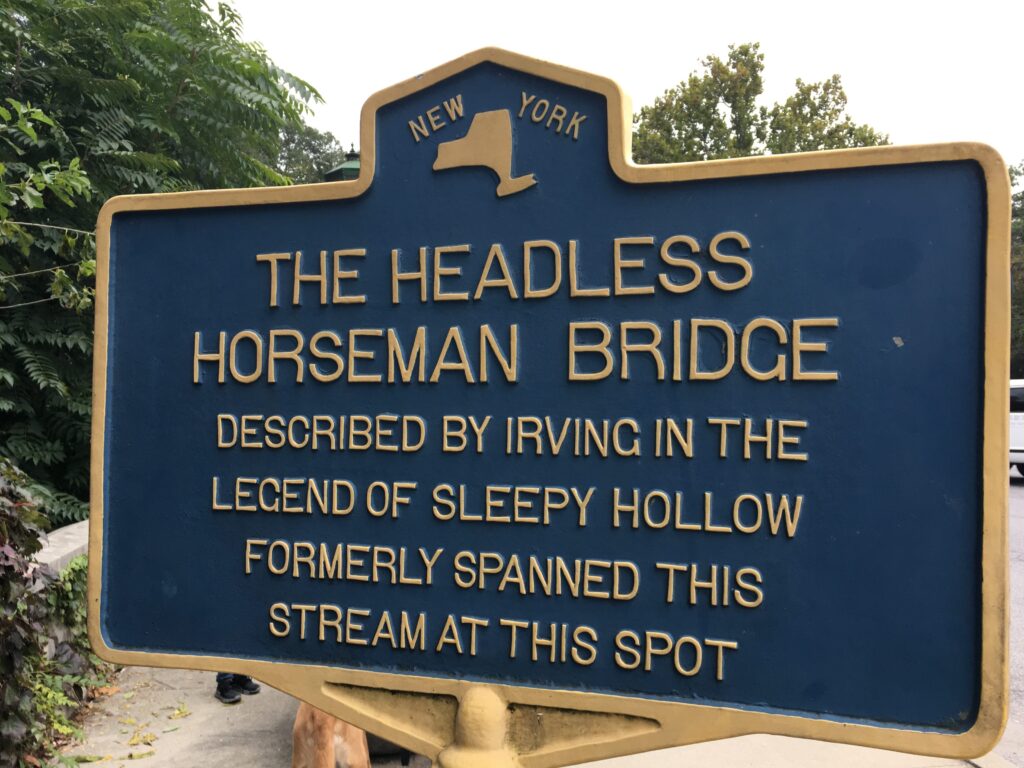 NEW YORK
THE HEADLESS
HORSEMAN BRIDGE
DESCRIBED BY IRVING IN THE
LEGEND OF SLEEPY HOLLOW
FORMERLY SPANNED THIS
STREAM AT THIS SPOT